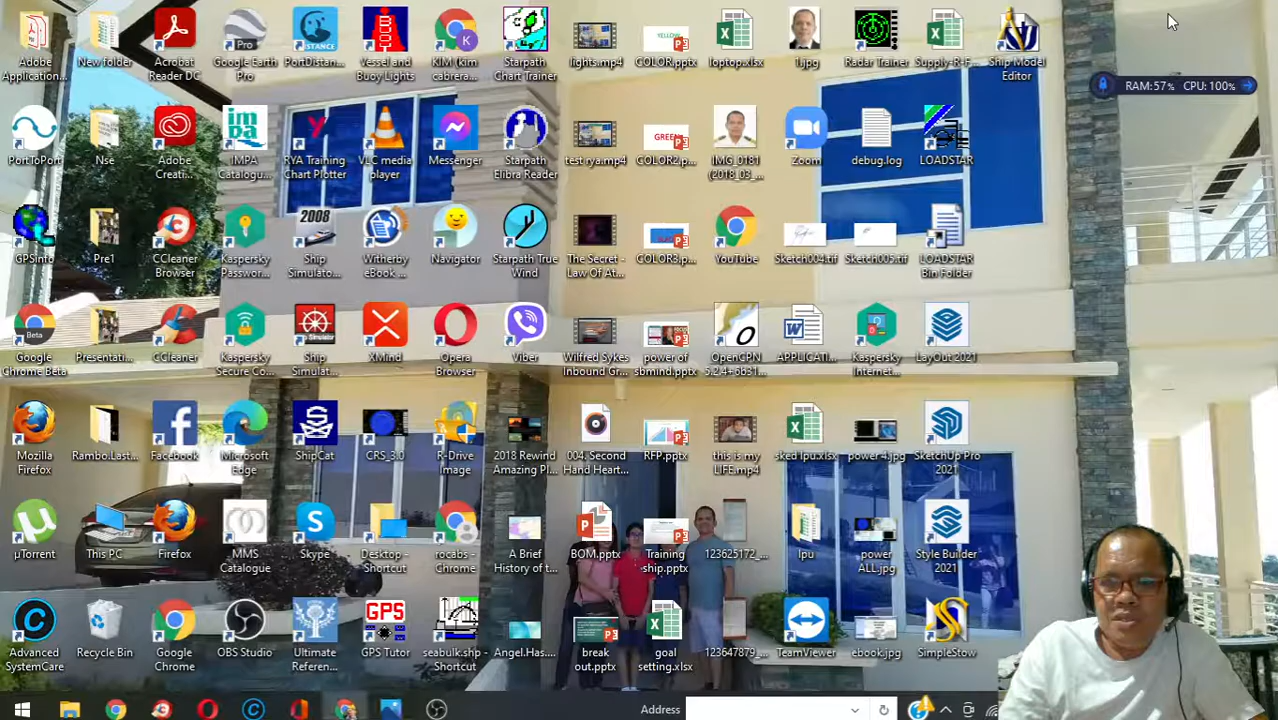 Adobe
Application...
New folder
Acrobat
Reader DC
Google Earth
Pro
PortDistan...
Vessel and
Buoy Lights
KIM (kim
cabrera...
Starpath
Chart Trainer
lights.mp4
COLOR.pptx
loptop.xlsx
1.jpg
Radar Trainer
Supply-R-F...
Ship Model
Editor
RAM:57% CPU: 100%
PortToPort
Nse
Adobe
Creati...
IMPA
Catalogu...
RYA Training
Chart Plotter
VLC media
player
Messenger
Starpath
Elibra Reader
test rya.mp4
COLOR2.p...
IMG_0181
(2018_03_...
Zoom
debug.log
LOADSTAR
GPSInfo
Pre1
CCleaner
Browser
Kaspersky
Passwor...
Ship
Simulato...
Witherby
eBook ...
Navigator
Starpath True
Wind
The Secret -
Law Of At...
COLOR3.p...
YouTube
Sketch004.tif
Sketch005.tif
LOADSTAR
Bin Folder
Google
Chrome Beta
Presentati...
CCleaner
Kaspersky
Secure Co...
Ship
Simulat...
XMind
Opera
Browser
Viber
Wilfred Sykes
Inbound Gr...
power of
sbmind.pptx
OpenCPN
5.2.4+6b31...
APPLICATI...
Kaspersky
Internet...
LayOut 2021
Mozilla
Firefox
Rambo.Last...
Facebook
Microsoft
Edge
ShipCat
CRS_3.0
R-Drive
Image
2018 Rewind
Amazing Pl...
004. Second
Hand Heart...
RFP.pptx
this is my
LIFE.mp4
sked lpu.xlsx
power 4.jpg
SketchUp Pro
2021
µTorrent
This PC
Firefox
MMS
Catalogue
Skype
Desktop -
Shortcut
rocabs -
Chrome
A Brief
History of t...
BOM.pptx
Training
ship.pptx
123625172_...
lpu
power
ALL.jpg
Style Builder
2021
Advanced
SystemCare
Recycle Bin
Google
Chrome
OBS Studio
Ultimate
Referen...
GPS Tutor
seabulk.shp -
Shortcut
Angel.Has....
break
out.pptx
goal
setting.xlsx
123647879_...
TeamViewer
ebook.jpg
SimpleStow
Address